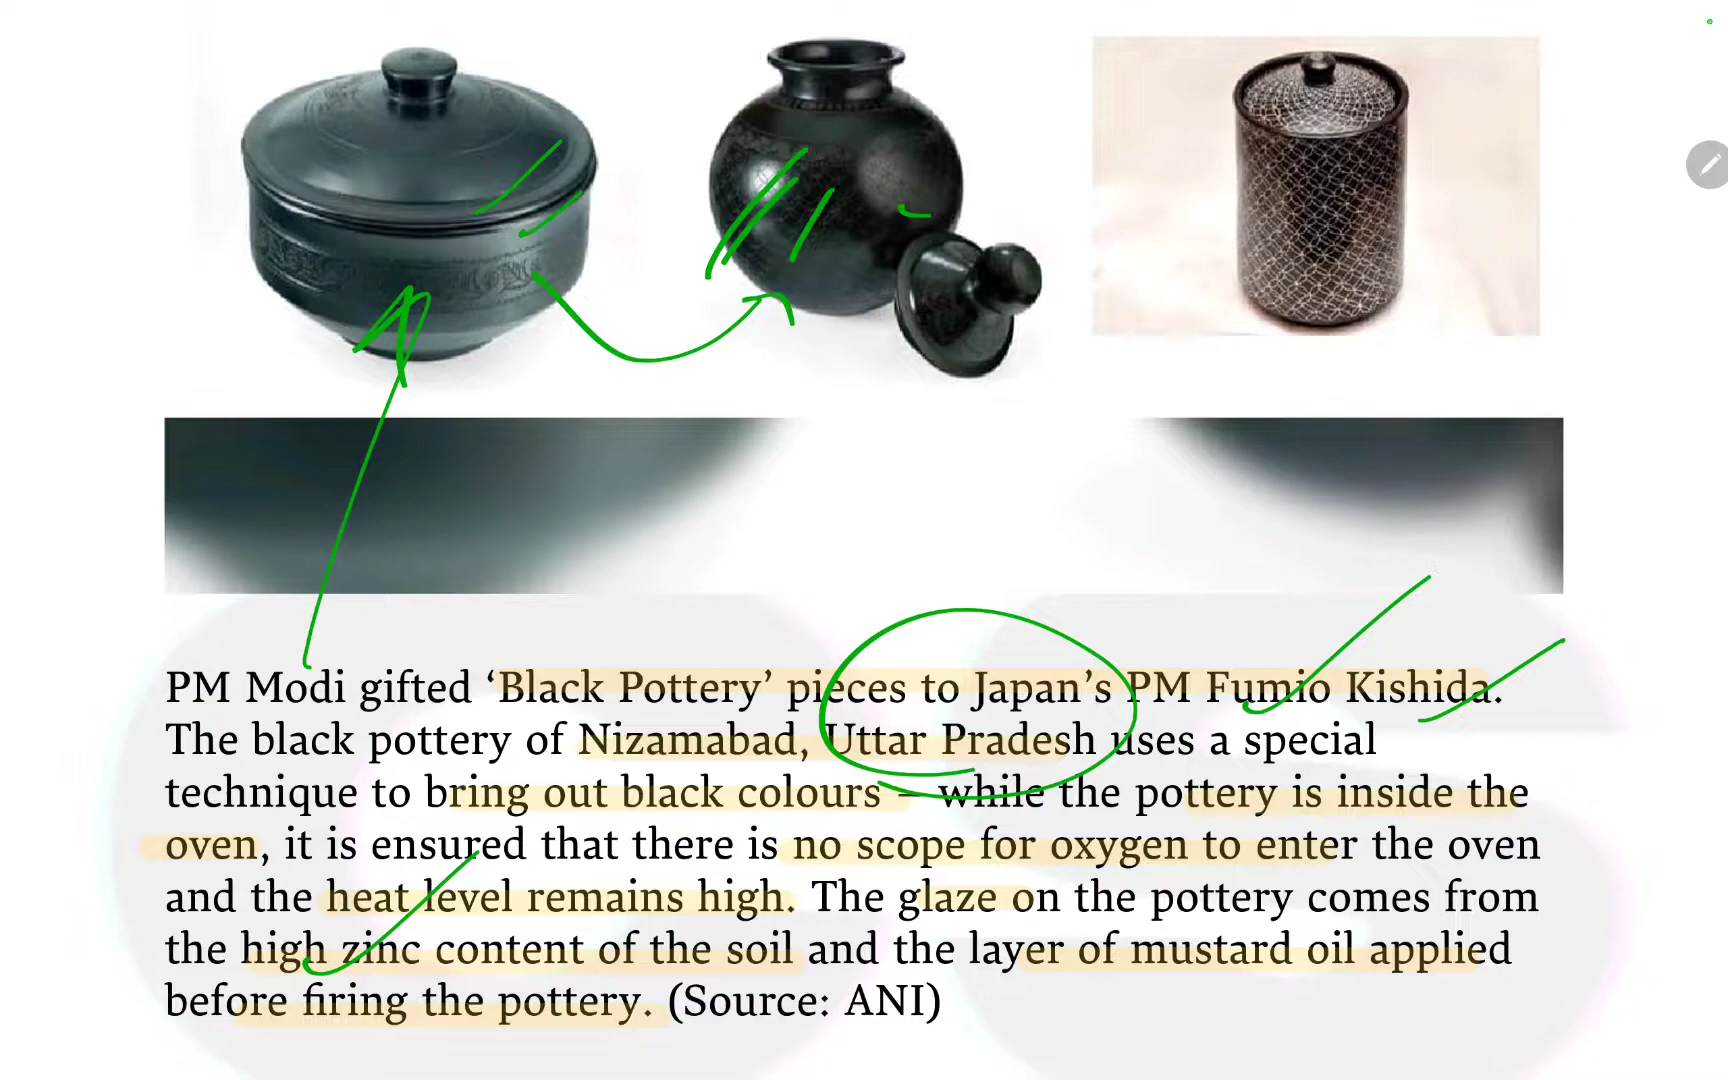 PM Modi gifted ‘Black Pottery’ pieces to Japan’s PM Fumio Kishida.
The black pottery of Nizamabad, Uttar Pradesh uses a special
technique to bring out black colours – while the pottery is inside the
oven, it is ensured that there is no scope for oxygen to enter the oven
and the heat level remains high. The glaze on the pottery comes from
the high zinc content of the soil and the layer of mustard oil applied
before firing the pottery. (Source: ANI)